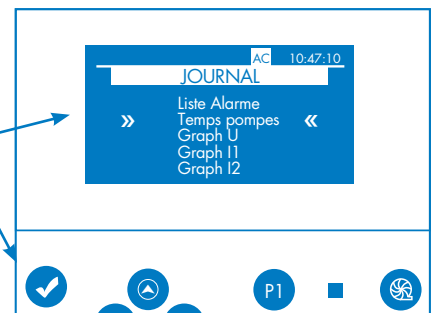 AC 10:47:10
JOURNAL
Liste Alarme
» Temps pompes «
Graph U
Graph I1
Graph I2
P1